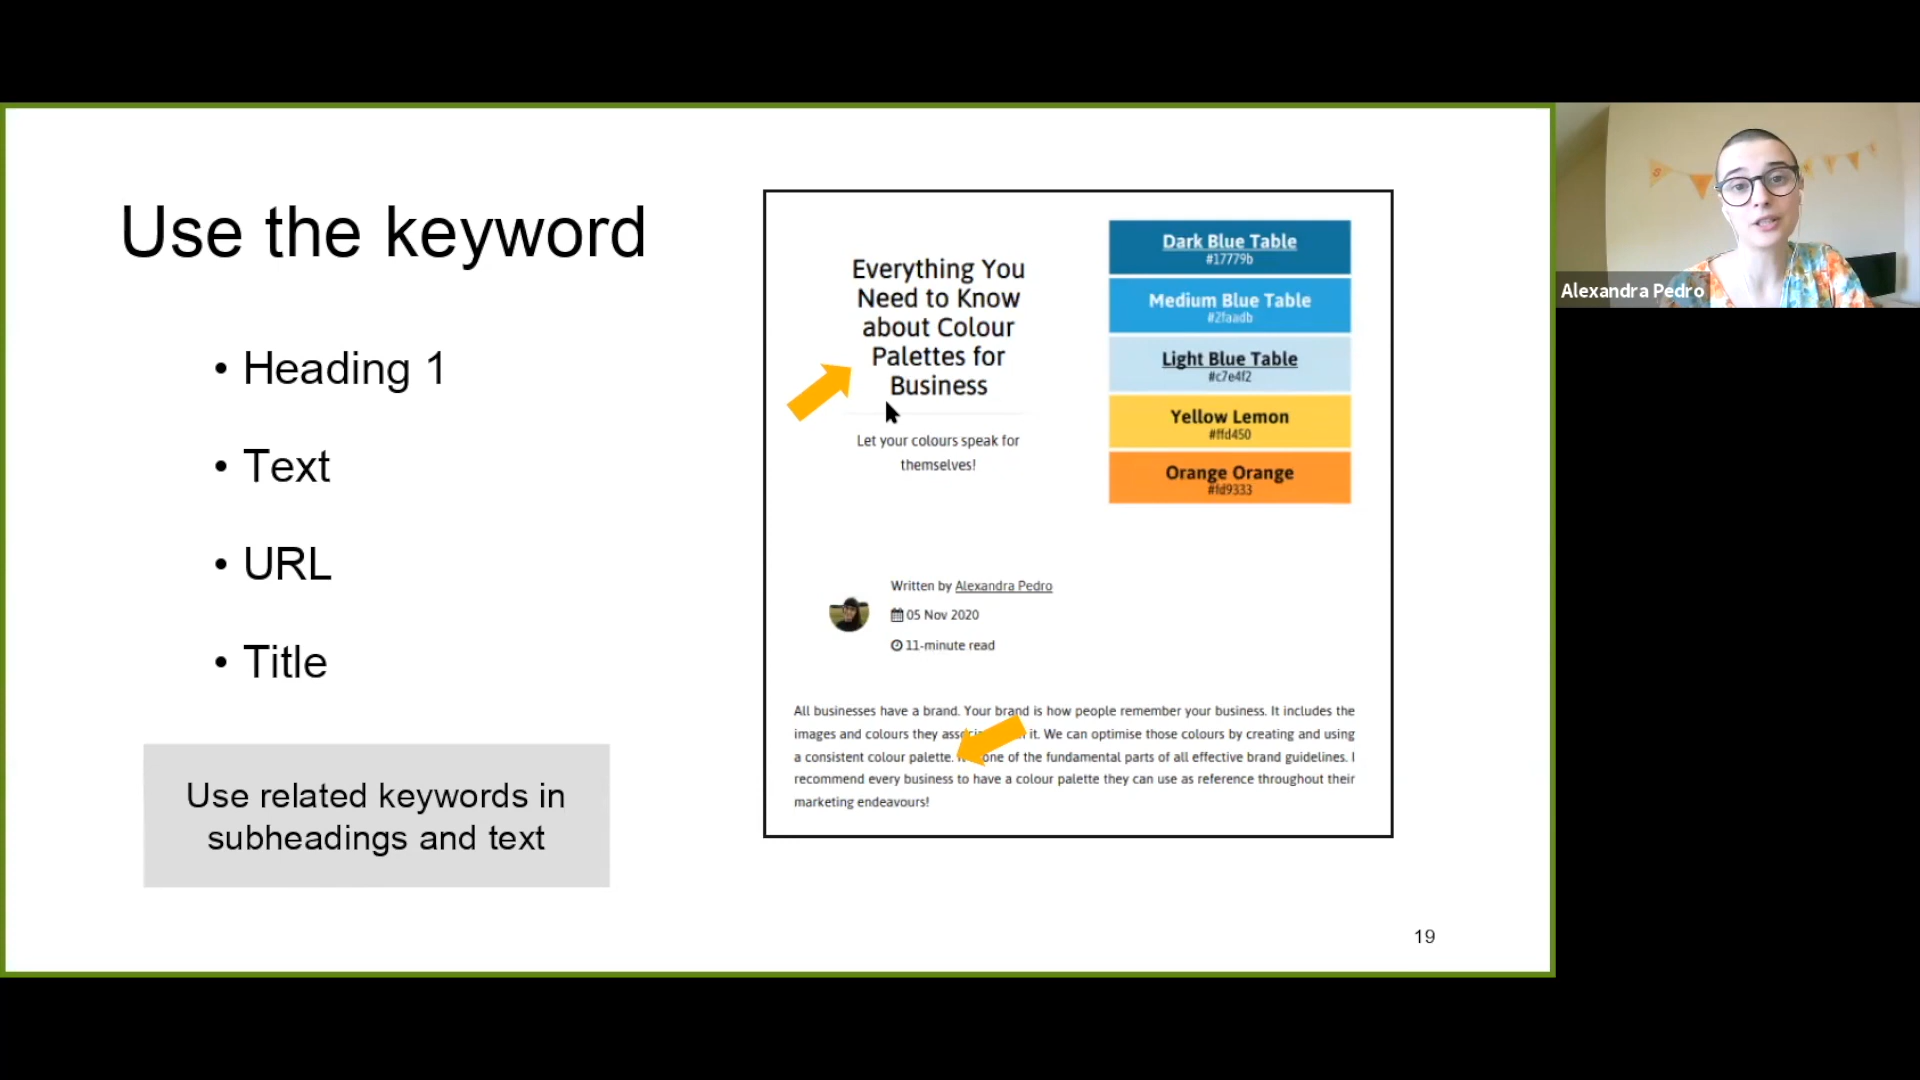 Use the keyword
• Heading 1
• Text
• URL
• Title
Use related keywords in
subheadings and text
Everything You
Need to Know
about Colour
Palettes for
Business
Let your colours speak for
themselves!
Dark Blue Table
#17779b
Medium Blue Table
#2faadb
Light Blue Table
#c7e4f2
Yellow Lemon
#ffd450
Orange Orange
#fd9333
Written by Alexandra Pedro
05 Nov 2020
11-minute read
All businesses have a brand. Your brand is how people remember your business. It includes the
images and colours they it. We can optimise those colours by creating and using
a consistent colour palette. one of the fundamental parts of all effective brand guidelines. I
recommend every business to have a colour palette they can use as reference throughout their
marketing endeavours!
19
Alexandra Pedro